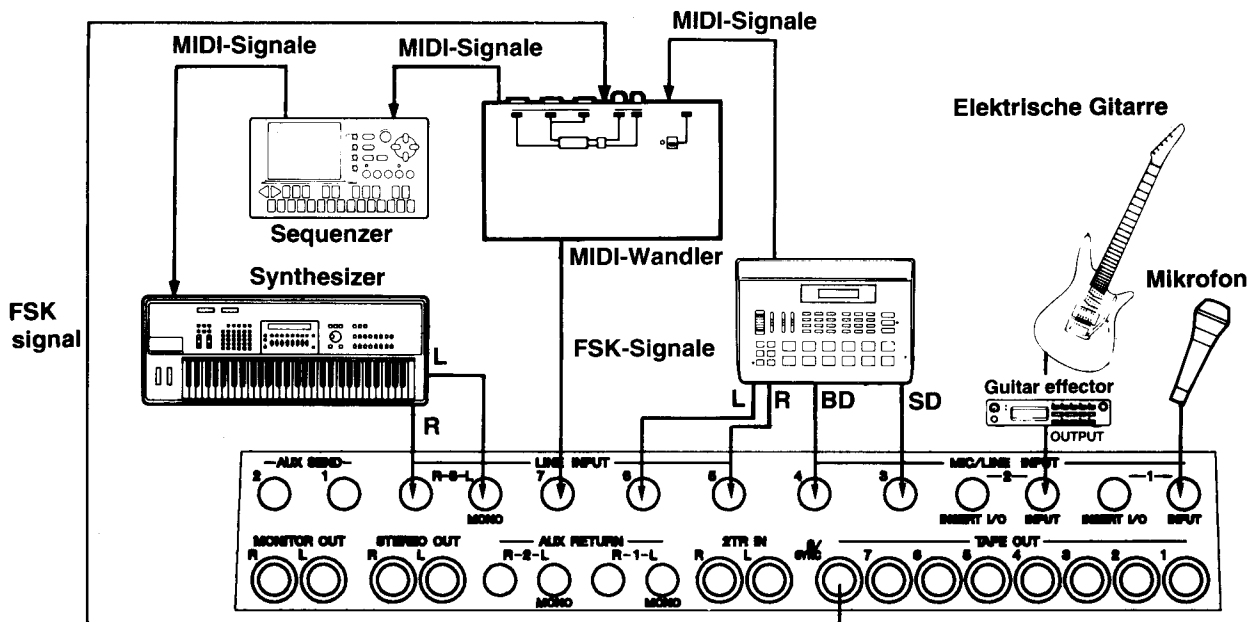 MIDI-Signale
MIDI-Signale
MIDI-Signale
Elektrische Gitarre
Sequenzer
MIDI-Wandler
Synthesizer
Mikrofon
FSK
signal
FSK-Signale
L
R
L
R
BD
SD
Guitar effector
OUTPUT
AUX SEND
LINE INPUT
MIC/LINE INPUT
2
1
R-8-L
7
6
5
4
3
2
1
MONO
INSERT I/O
INPUT
INSERT I/O
INPUT
MONITOR OUT
STEREO OUT
AUX RETURN
2TR IN
8/
SYNC
TAPE OUT
R
L
R
L
R-2-L
R-1-L
R
L
7
6
5
4
3
2
1
MONO
MONO